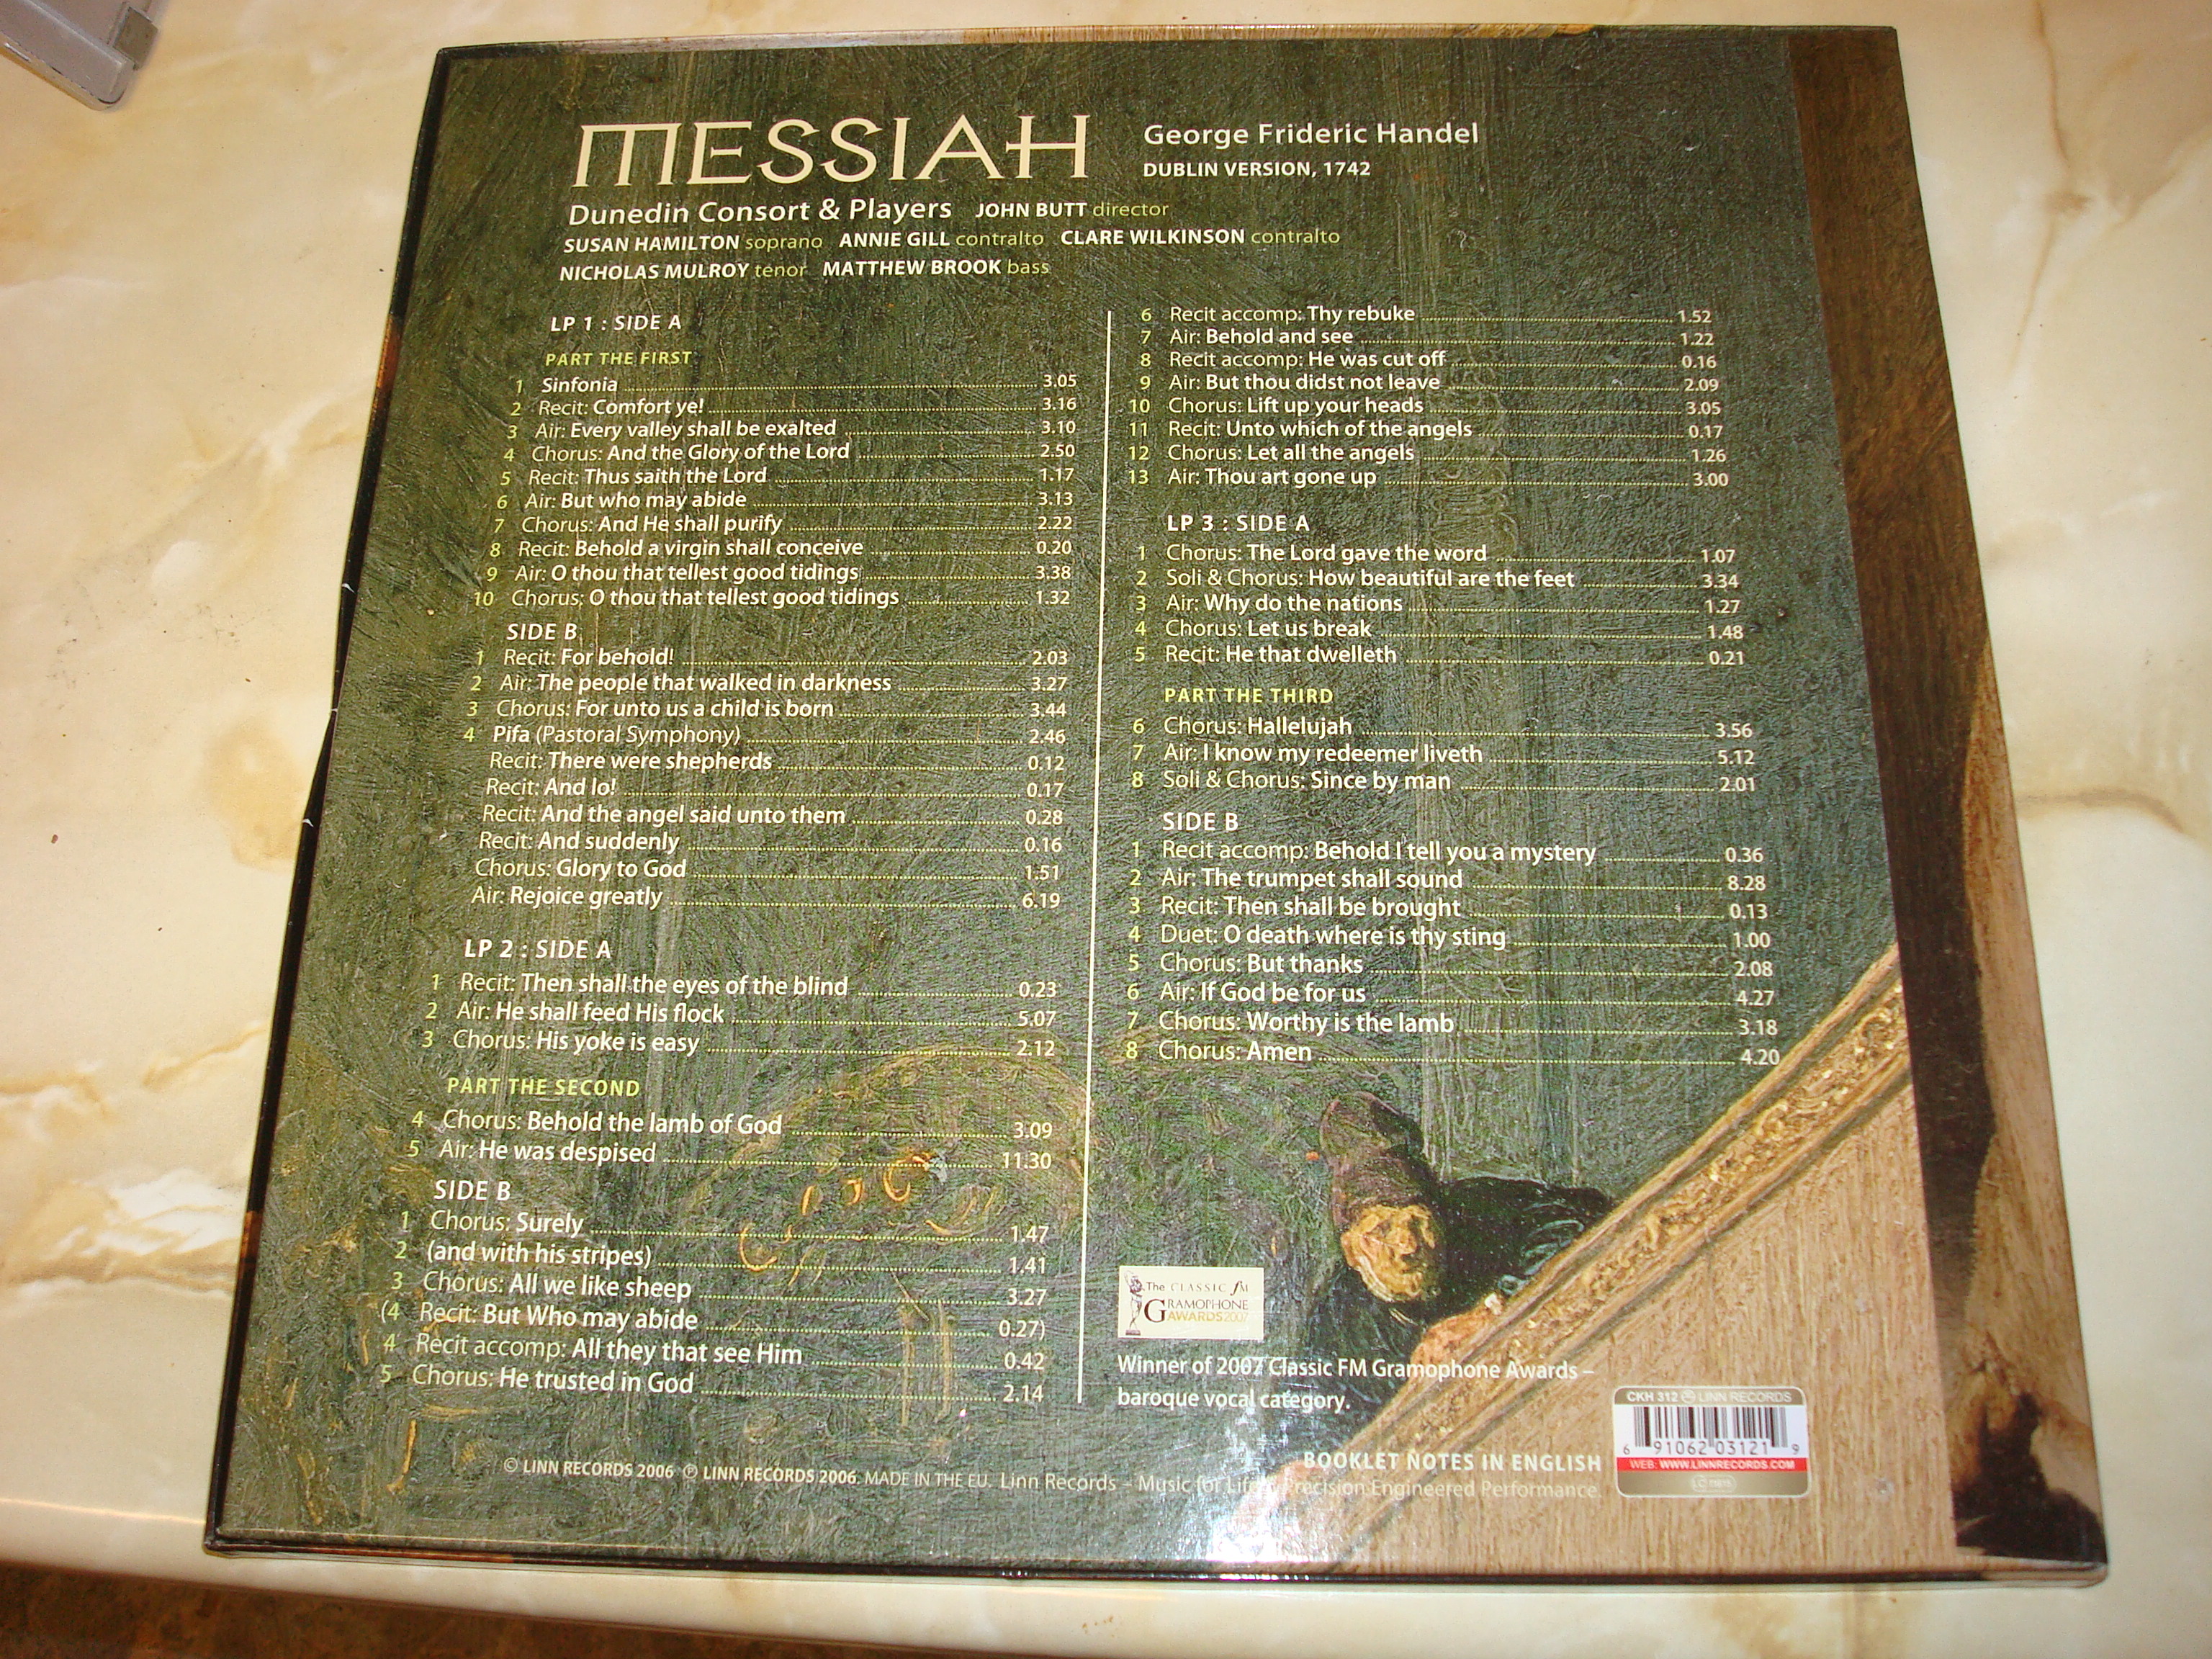 MESSIAH
George Frideric Handel
DUBLIN VERSION, 1742
Dunedin Consort & Players JOHN BUTT director
SUSAN HAMILTON soprano ANNIE GILL contralto CLARE WILKINSON contralto
NICHOLAS MULROY tenor MATTHEW BROOK bass
LP 1 : SIDE A
PART THE FIRST
1 Sinfonia 3.05
2 Recit: Comfort ye! 3.16
3 Air: Every valley shall be exalted 3.10
4 Chorus: And the Glory of the Lord 2.50
5 Recit: Thus saith the Lord 1.17
6 Air: But who may abide 3.13
7 Chorus: And He shall purify 2.22
8 Recit: Behold a virgin shall conceive 0.20
9 Air: O thou that tellest good tidings 3.38
10 Chorus: O thou that tellest good tidings 1.32
SIDE B
1 Recit: For behold! 2.03
2 Air: The people that walked in darkness 3.27
3 Chorus: For unto us a child is born 3.44
4 Pifa (Pastoral Symphony) 2.46
Recit: There were shepherds 0.12
Recit: And lo! 0.17
Recit: And the angel said unto them 0.28
Recit: And suddenly 0.16
Chorus: Glory to God 1.51
Air: Rejoice greatly 6.19
LP 2 : SIDE A
1 Recit: Then shall the eyes of the blind 0.23
2 Air: He shall feed His flock 5.07
3 Chorus: His yoke is easy 2.12
PART THE SECOND
4 Chorus: Behold the lamb of God 3.09
5 Air: He was despised 11.30
SIDE B
1 Chorus: Surely 1.47
2 (and with his stripes) 1.41
3 Chorus: All we like sheep 3.27
(4 Recit: But Who may abide 0.27)
4 Recit accomp: All they that see Him 0.42
5 Chorus: He trusted in God 2.14
6 Recit accomp: Thy rebuke 1.52
7 Air: Behold and see 1.22
8 Recit accomp: He was cut off 0.16
9 Air: But thou didst not leave 2.09
10 Chorus: Lift up your heads 3.05
11 Recit: Unto which of the angels 0.17
12 Chorus: Let all the angels 1.26
13 Air: Thou art gone up 3.00
LP 3 : SIDE A
1 Chorus: The Lord gave the word 1.07
2 Soli & Chorus: How beautiful are the feet 3.34
3 Air: Why do the nations 1.27
4 Chorus: Let us break 1.48
5 Recit: He that dwelleth 0.21
PART THE THIRD
6 Chorus: Hallelujah 3.56
7 Air: I know my redeemer liveth 5.12
8 Soli & Chorus: Since by man 2.01
SIDE B
1 Recit accomp: Behold I tell you a mystery 0.36
2 Air: The trumpet shall sound 8.28
3 Recit: Then shall be brought 0.13
4 Duet: O death where is thy sting 1.00
5 Chorus: But thanks 2.08
6 Air: If God be for us 4.27
7 Chorus: Worthy is the lamb 3.18
8 Chorus: Amen 4.20
The CLASSIC fM
GRAMOPHONE
AWARDS 2007
Winner of 2007 Classic FM Gramophone Awards –
baroque vocal category.
CKH 312 LINN RECORDS
6 91062 03121 9
WEB: WWW.LINNRECORDS.COM
BOOKLET NOTES IN ENGLISH
© LINN RECORDS 2006 ℗ LINN RECORDS 2006. MADE IN THE EU. Linn Records – Music for Life, Precision Engineered Performance.